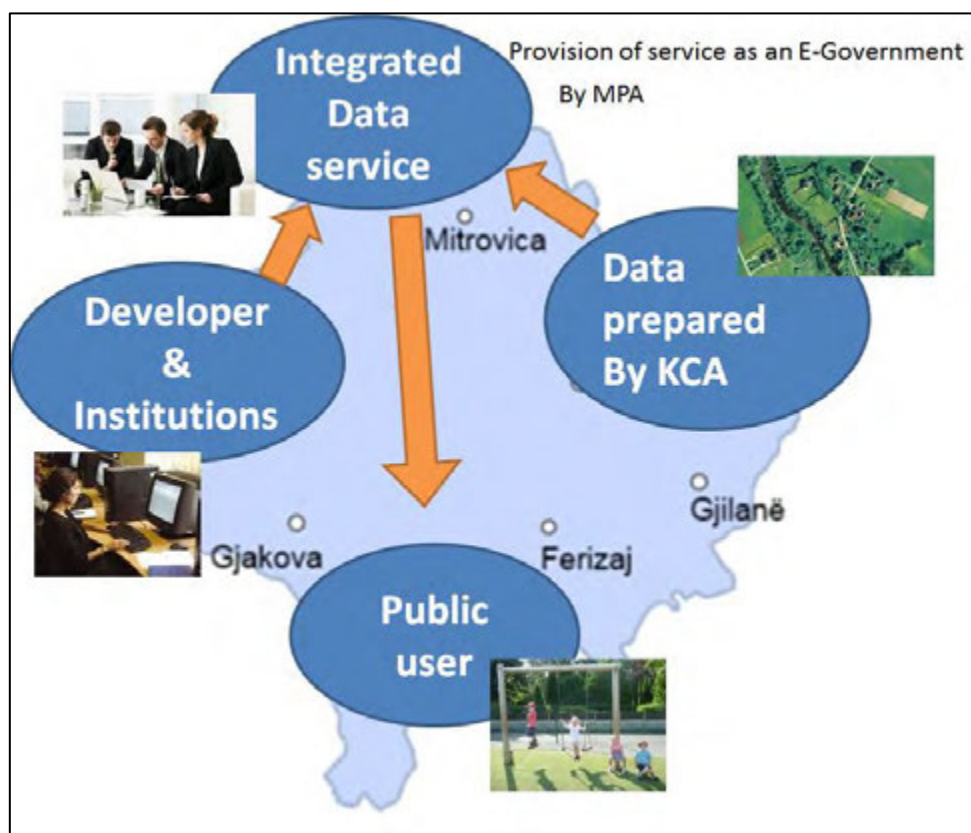 Integrated
Data
service
Provision of service as an E-Government
By MPA
Mitrovica
Developer
&
Institutions
Data
prepared
By KCA
Gjilanë
Gjakova
Ferizaj
Public
user